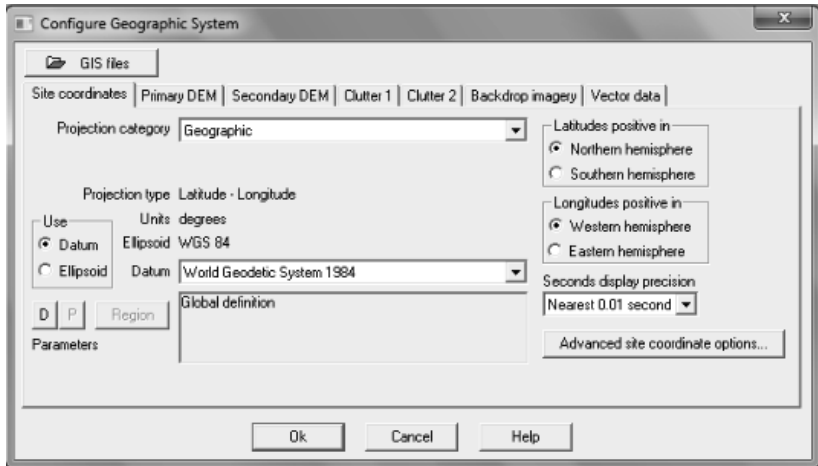 Configure Geographic System
GIS files
Site coordinates Primary DEM Secondary DEM Clutter 1 Clutter 2 Backdrop imagery Vector data
Projection category Geographic
Projection type Latitude - Longitude
Use
Datum
Ellipsoid
Units degrees
Ellipsoid WGS 84
Datum World Geodetic System 1984
D P Region
Parameters
Global definition
Latitudes positive in
Northern hemisphere
Southern hemisphere
Longitudes positive in
Western hemisphere
Eastern hemisphere
Seconds display precision
Nearest 0.01 second
Advanced site coordinate options...
Ok Cancel Help